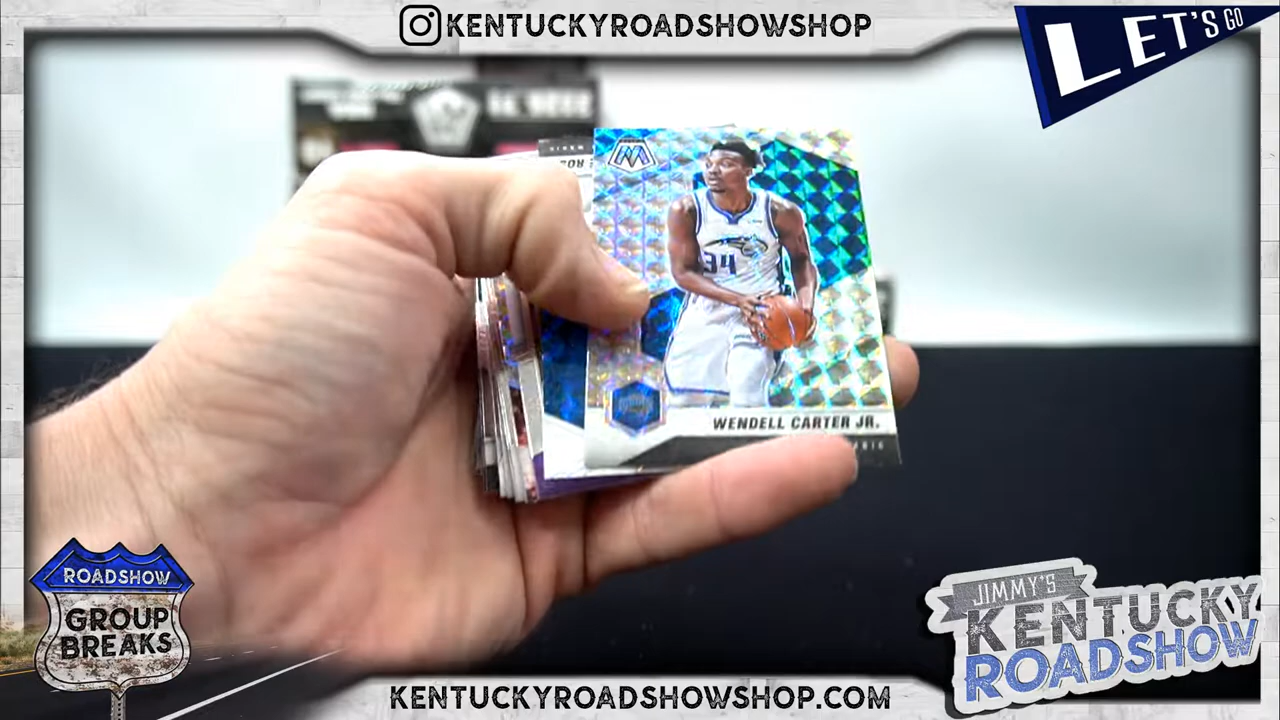 KENTUCKYROADSHOWSHOP
LET'S GO
34
WENDELL CARTER JR.
ROADSHOW
GROUP
BREAKS
JIMMY'S
KENTUCKY
ROADSHOW
KENTUCKYROADSHOWSHOP.COM